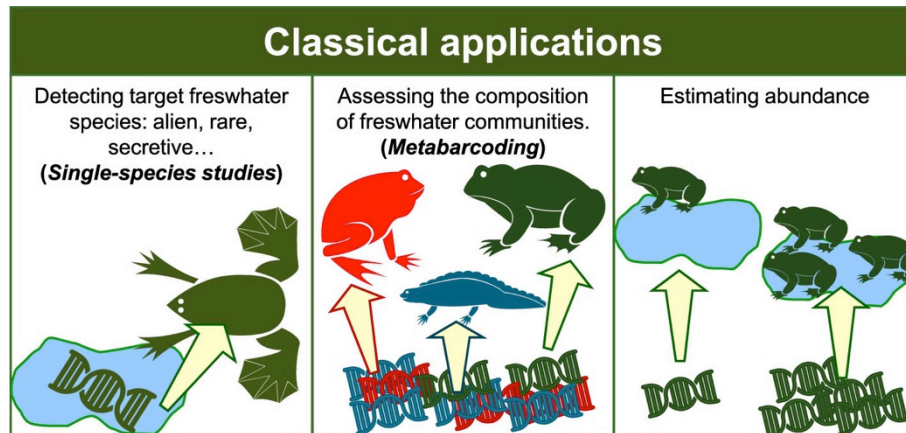 Classical applications
Detecting target freswhater
species: alien, rare,
secretive…
(Single-species studies)
Assessing the composition
of freswhater communities.
(Metabarcoding)
Estimating abundance